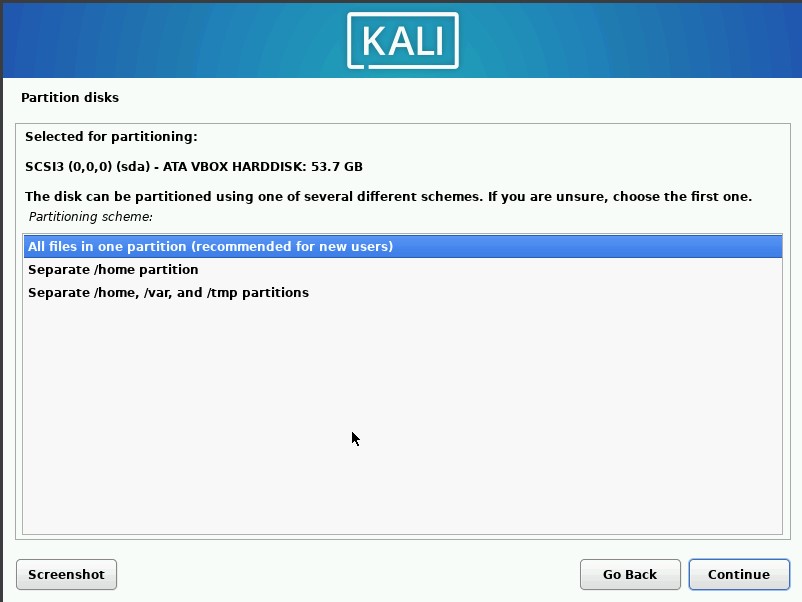 KALI
Partition disks
Selected for partitioning:
SCSI3 (0,0,0) (sda) - ATA VBOX HARDDISK: 53.7 GB
The disk can be partitioned using one of several different schemes. If you are unsure, choose the first one.
Partitioning scheme:
All files in one partition (recommended for new users)
Separate /home partition
Separate /home, /var, and /tmp partitions
Screenshot Go Back Continue